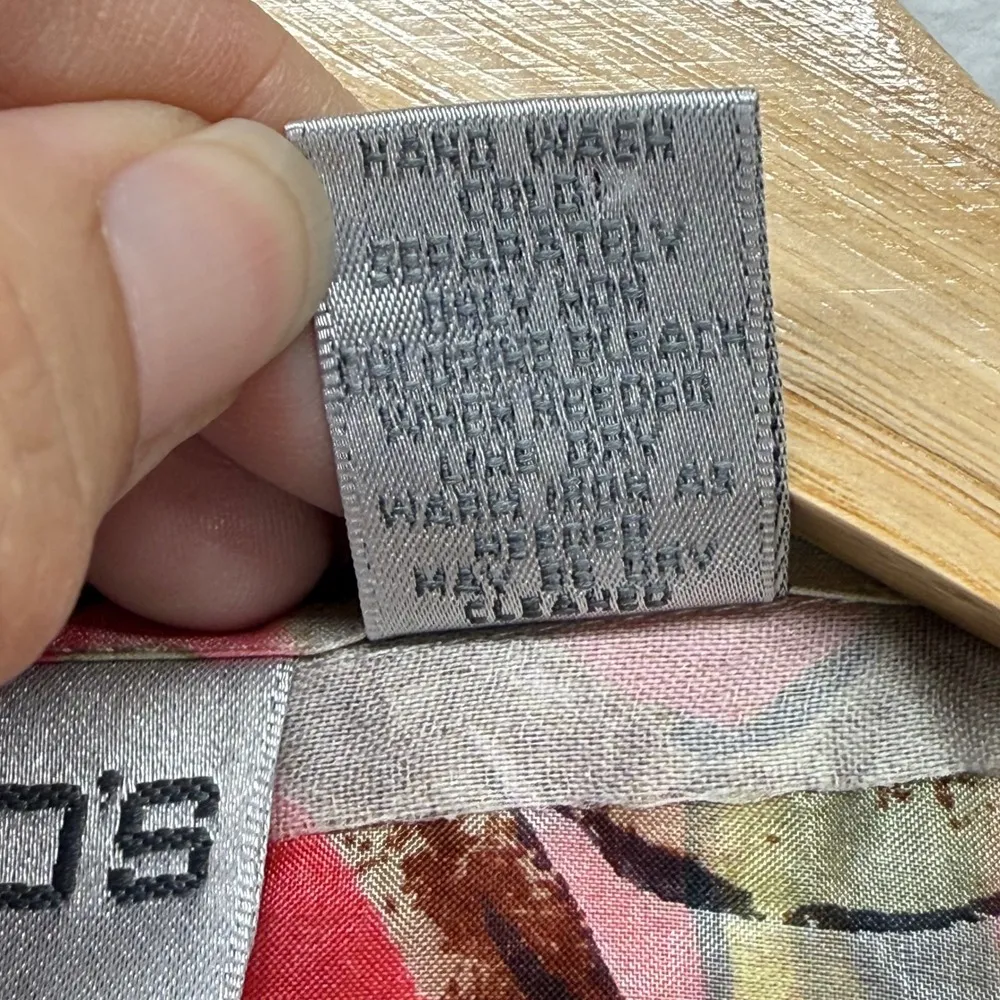 HAND WASH
COLD
SEPARATELY
ONLY NON
CHLORINE BLEACH
WHEN NEEDED
LINE DRY
WARM IRON AS
NEEDED
MAY BE DRY
CLEANED
O'S